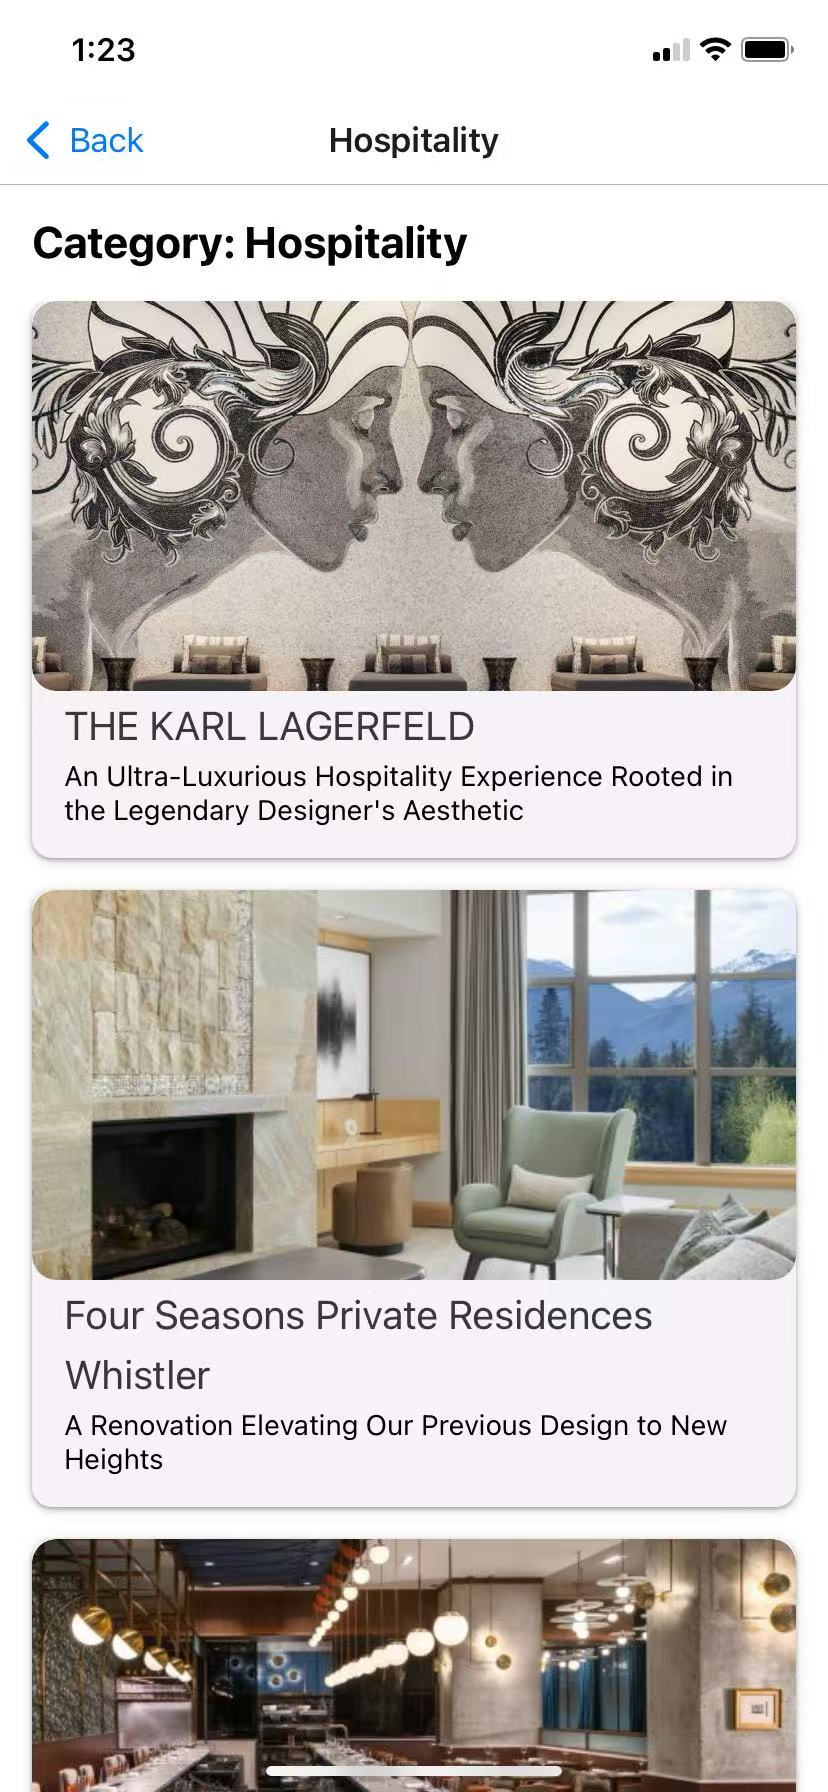 1:23
Back
Hospitality
Category: Hospitality
THE KARL LAGERFELD
An Ultra-Luxurious Hospitality Experience Rooted in
the Legendary Designer's Aesthetic
Four Seasons Private Residences
Whistler
A Renovation Elevating Our Previous Design to New
Heights